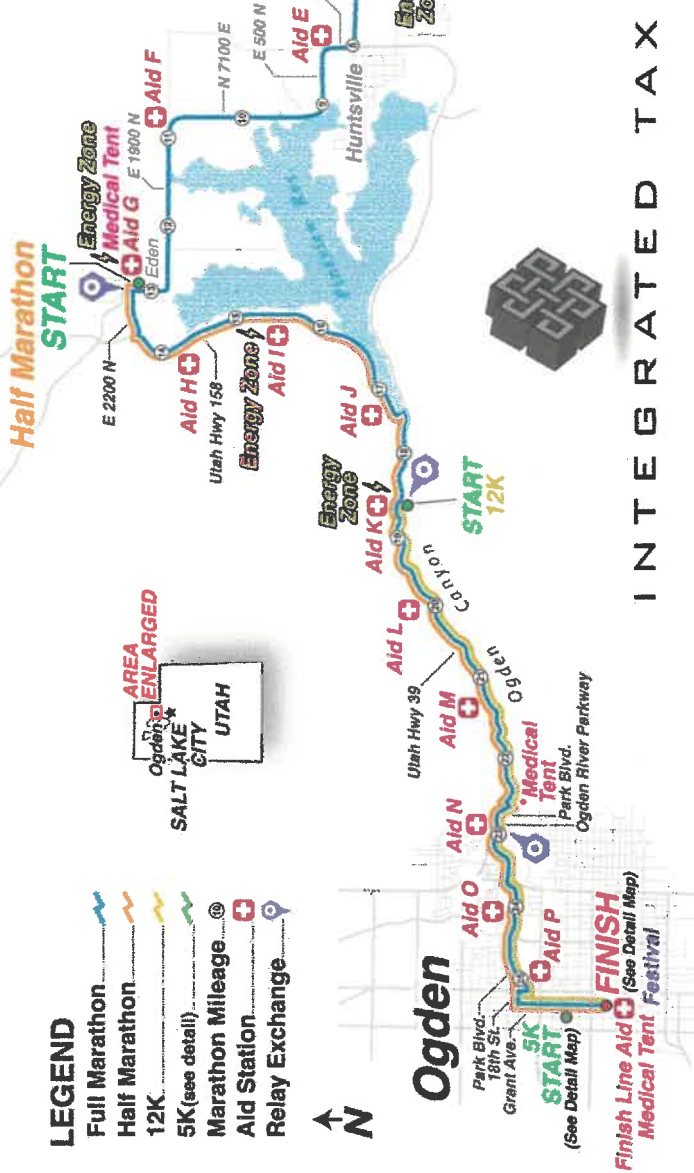 LEGEND
Full Marathon
Half Marathon
12K
5K(see detail)
Marathon Mileage
Aid Station
Relay Exchange
N
AREA
ENLARGED
Ogden
SALT LAKE
CITY
UTAH
Half Marathon
START
Energy Zone
Medical Tent
Aid G
Eden
E 2200 N
E 1900 N
Aid F
N 7100 E
E 500 N
Aid E
Huntsville
Aid H
Utah Hwy 158
Energy Zone
Aid I
Aid J
Energy
Zone
Aid K
START
12K
Aid L
Ogden Canyon
Utah Hwy 39
Aid M
*Medical
Tent
Park Blvd.
Ogden River Parkway
Aid N
Aid O
Aid P
Ogden
Park Blvd.
18th St.
Grant Ave.
5K
START
(See Detail Map)
FINISH
(See Detail Map)
Finish Line Aid
Medical Tent
Festival
INTEGRATED TAX